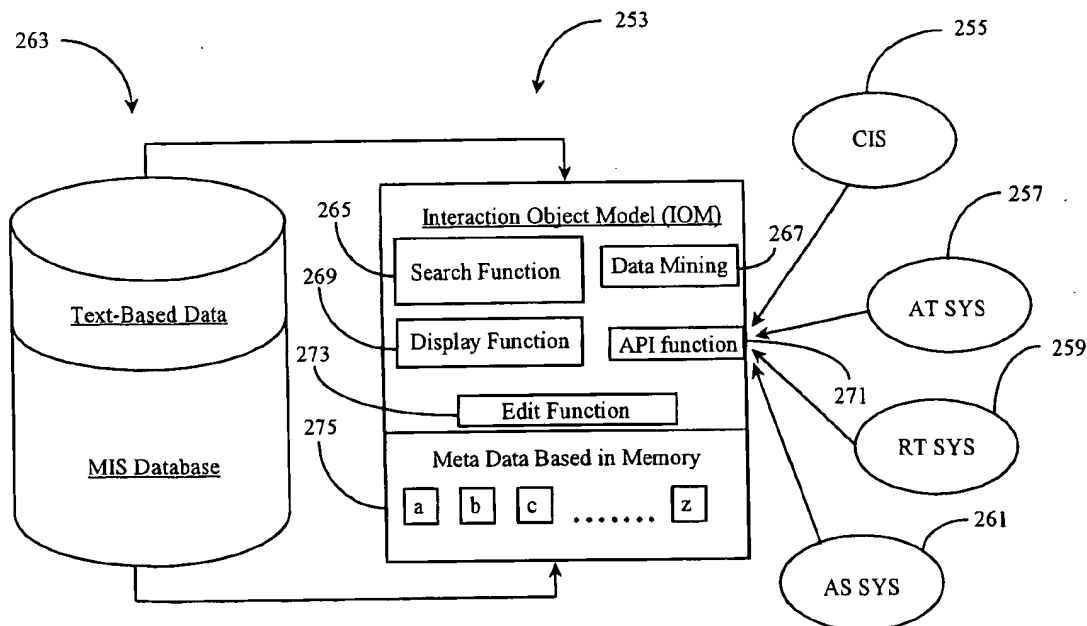 263
253
255
CIS
257
AT SYS
259
RT SYS
261
AS SYS
Text-Based Data
MIS Database
Interaction Object Model (IOM)
265
Search Function
267
Data Mining
269
Display Function
API function
271
273
Edit Function
275
Meta Data Based in Memory
a b c ....... z